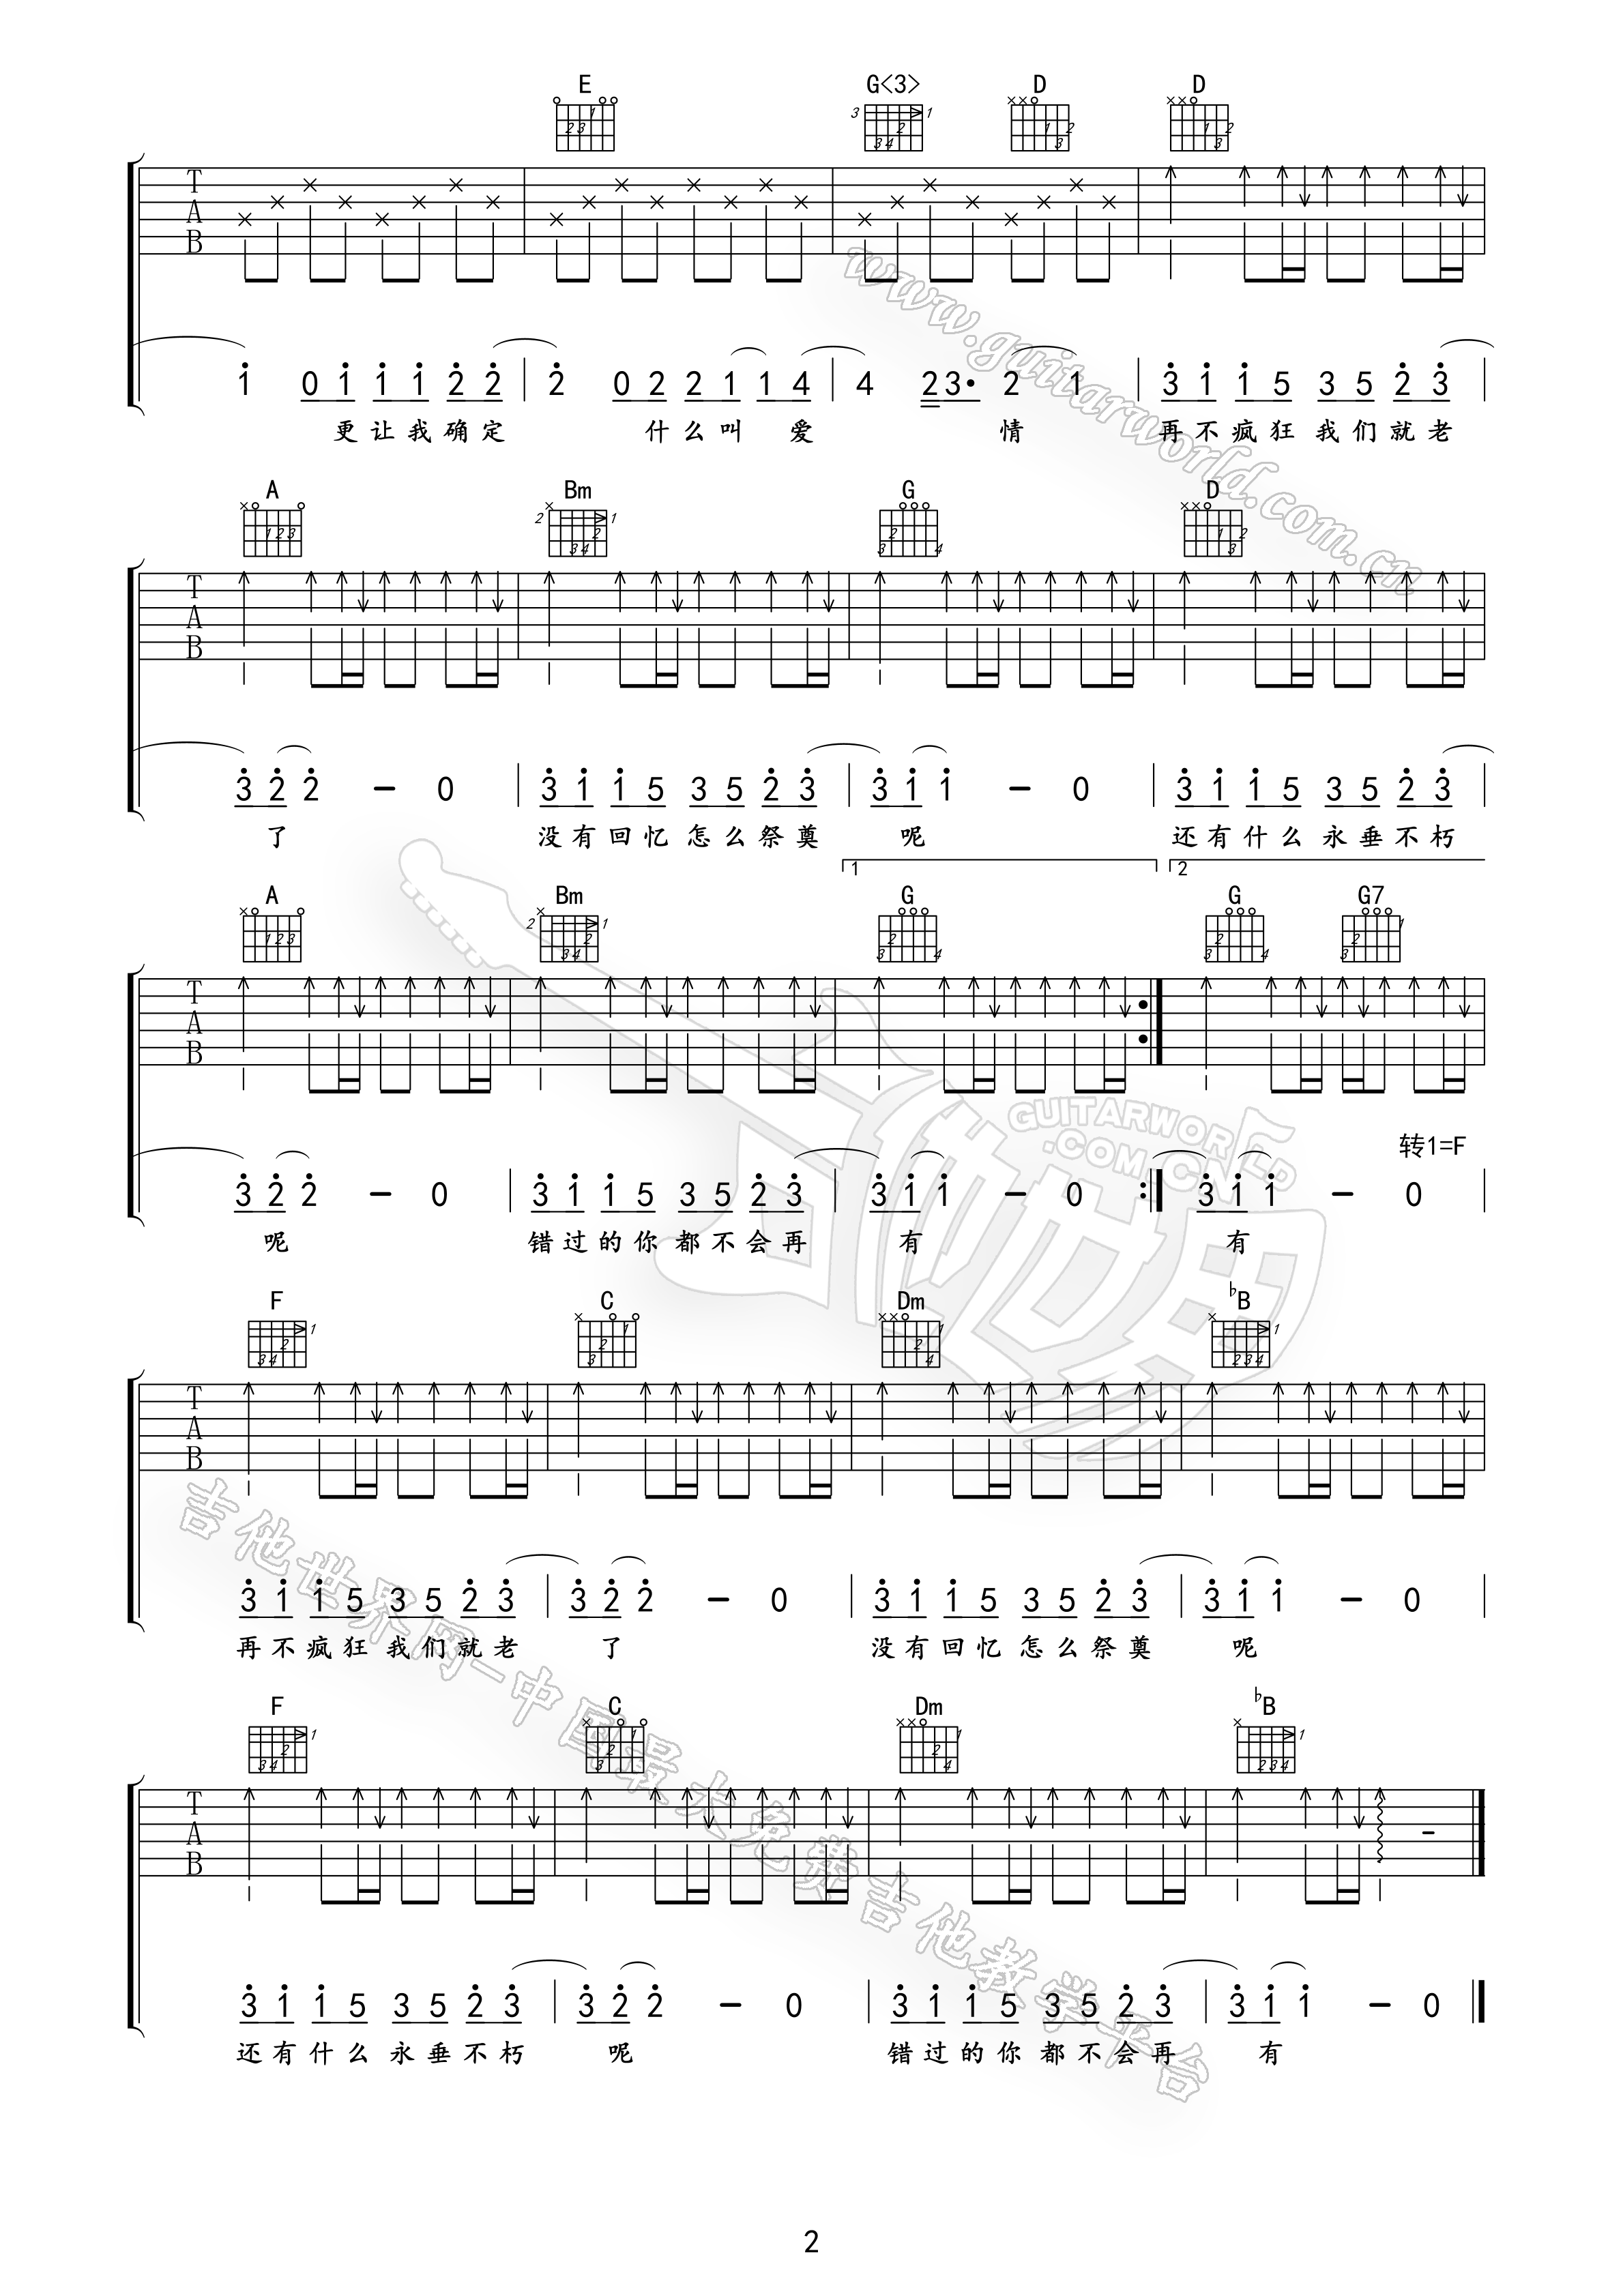 E G<3> D D
3 1
T
A
B
1 0 1 1 1 2 2 2 0 2 2 1 1 4 4 2 3· 2 1 3 1 1 5 3 5 2 3
更让我确定 什么叫爱 情 再不疯狂我们就老
www.guitarworld.com.cn
A Bm G D
2 1
T
A
B
3 2 2 - 0 3 1 1 5 3 5 2 3 3 1 1 - 0 3 1 1 5 3 5 2 3
了 没有回忆怎么祭奠 呢 还有什么永垂不朽
1 2
A Bm G G G7
2 1
T
A
B
GUITARWORLD
.COM.CN
转1=F
3 2 2 - 0 3 1 1 5 3 5 2 3 3 1 1 - 0 3 1 1 - 0
呢 错过的你都不会再 有 有
F C Dm ♭B
T
A
B
3 1 1 5 3 5 2 3 3 2 2 - 0 3 1 1 5 3 5 2 3 3 1 1 - 0
再不疯狂我们就老 了 没有回忆怎么祭奠 呢
吉他世界网-中国最大免费吉他教学平台
F C Dm ♭B
T
A
B
3 1 1 5 3 5 2 3 3 2 2 - 0 3 1 1 5 3 5 2 3 3 1 1 - 0
还有什么永垂不朽 呢 错过的你都不会再 有
2